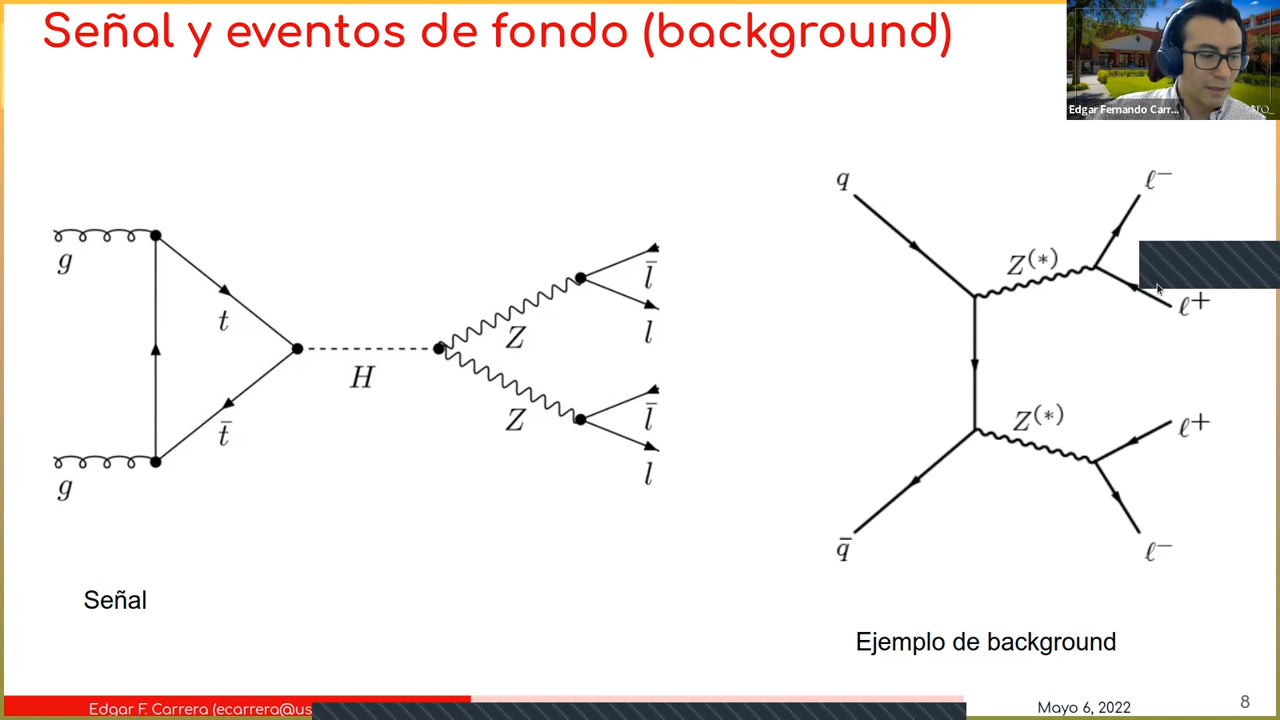 Señal y eventos de fondo (background)
Edgar Fernando Carr...
g
t
t̄
g
H
Z
Z
l̄
l
l̄
l
Señal
q
Z(*)
ℓ−
ℓ+
Z(*)
ℓ+
q̄
ℓ−
Ejemplo de background
Edgar F. Carrera (ecarrera@us
Mayo 6, 2022
8